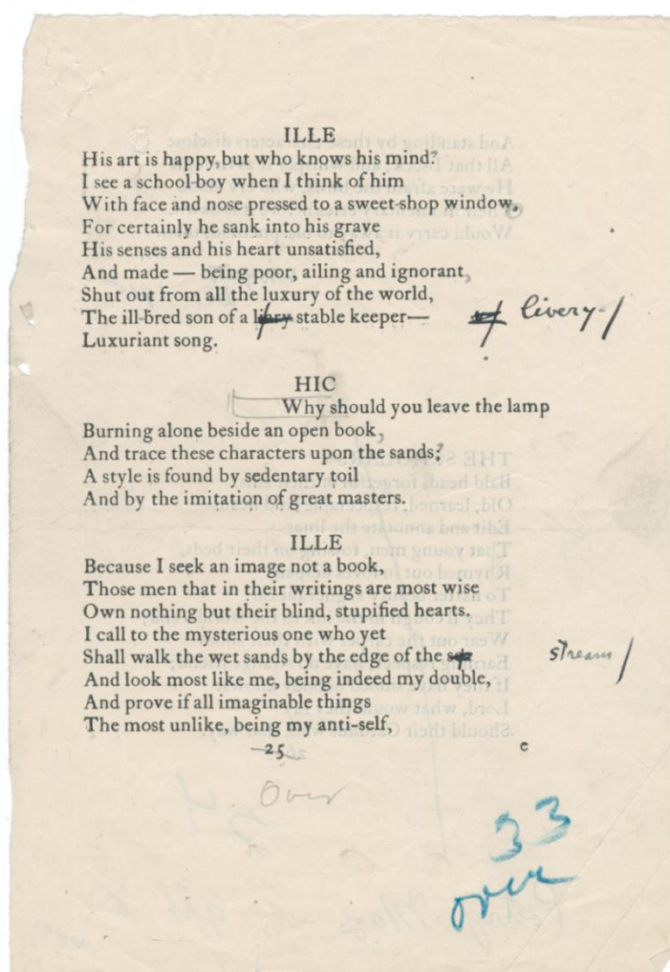 ILLE
His art is happy, but who knows his mind?
I see a school-boy when I think of him
With face and nose pressed to a sweet-shop window,
For certainly he sank into his grave
His senses and his heart unsatisfied,
And made — being poor, ailing and ignorant,
Shut out from all the luxury of the world,
The ill-bred son of a stable keeper— livery-/
Luxuriant song.
HIC
Why should you leave the lamp
Burning alone beside an open book,
And trace these characters upon the sands?
A style is found by sedentary toil
And by the imitation of great masters.
ILLE
Because I seek an image not a book,
Those men that in their writings are most wise
Own nothing but their blind, stupified hearts.
I call to the mysterious one who yet
Shall walk the wet sands by the edge of the stream /
And look most like me, being indeed my double,
And prove if all imaginable things
The most unlike, being my anti-self,
25
Over
33
over